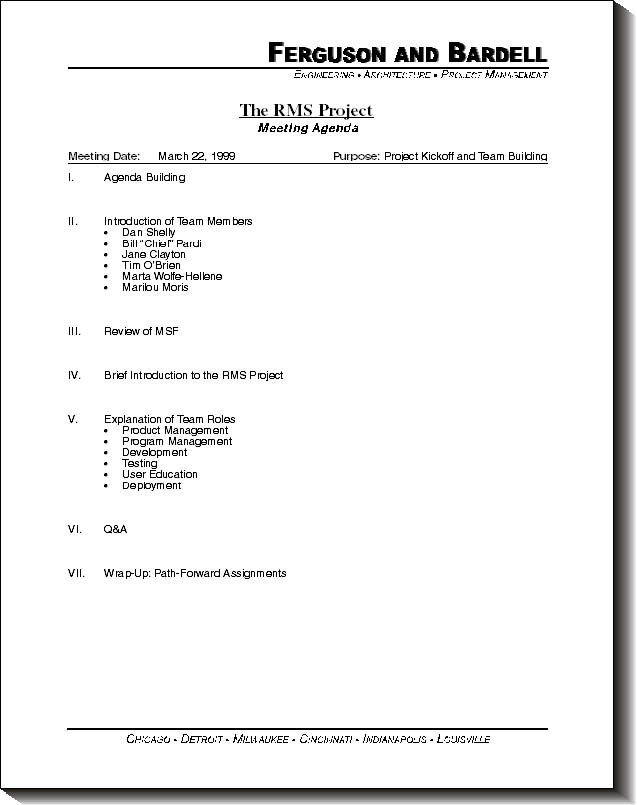 FERGUSON AND BARDELL
ENGINEERING • ARCHITECTURE • PROJECT MANAGEMENT
The RMS Project
Meeting Agenda
Meeting Date: March 22, 1999 Purpose: Project Kickoff and Team Building
I. Agenda Building
II. Introduction of Team Members
• Dan Shelly
• Bill "Chief" Pardi
• Jane Clayton
• Tim O'Brien
• Marta Wolfe-Hellene
• Marilou Moris
III. Review of MSF
IV. Brief Introduction to the RMS Project
V. Explanation of Team Roles
• Product Management
• Program Management
• Development
• Testing
• User Education
• Deployment
VI. Q&A
VII. Wrap-Up: Path-Forward Assignments
CHICAGO • DETROIT • MILWAUKEE • CINCINNATI • INDIANAPOLIS • LOUISVILLE